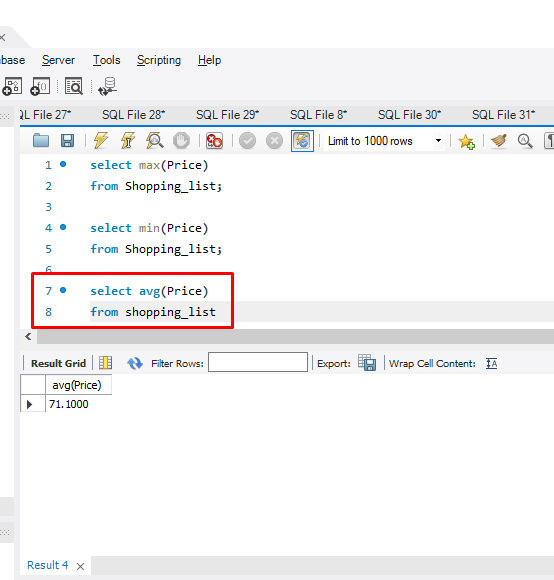 base Server Tools Scripting Help
QL File 27* SQL File 28* SQL File 29* SQL File 8* SQL File 30* SQL File 31*
Limit to 1000 rows
1 select max(Price)
2 from Shopping_list;
3
4 select min(Price)
5 from Shopping_list;
6
7 select avg(Price)
8 from shopping_list
Result Grid Filter Rows: Export: Wrap Cell Content: IA
avg(Price)
71.1000
Result 4 ×